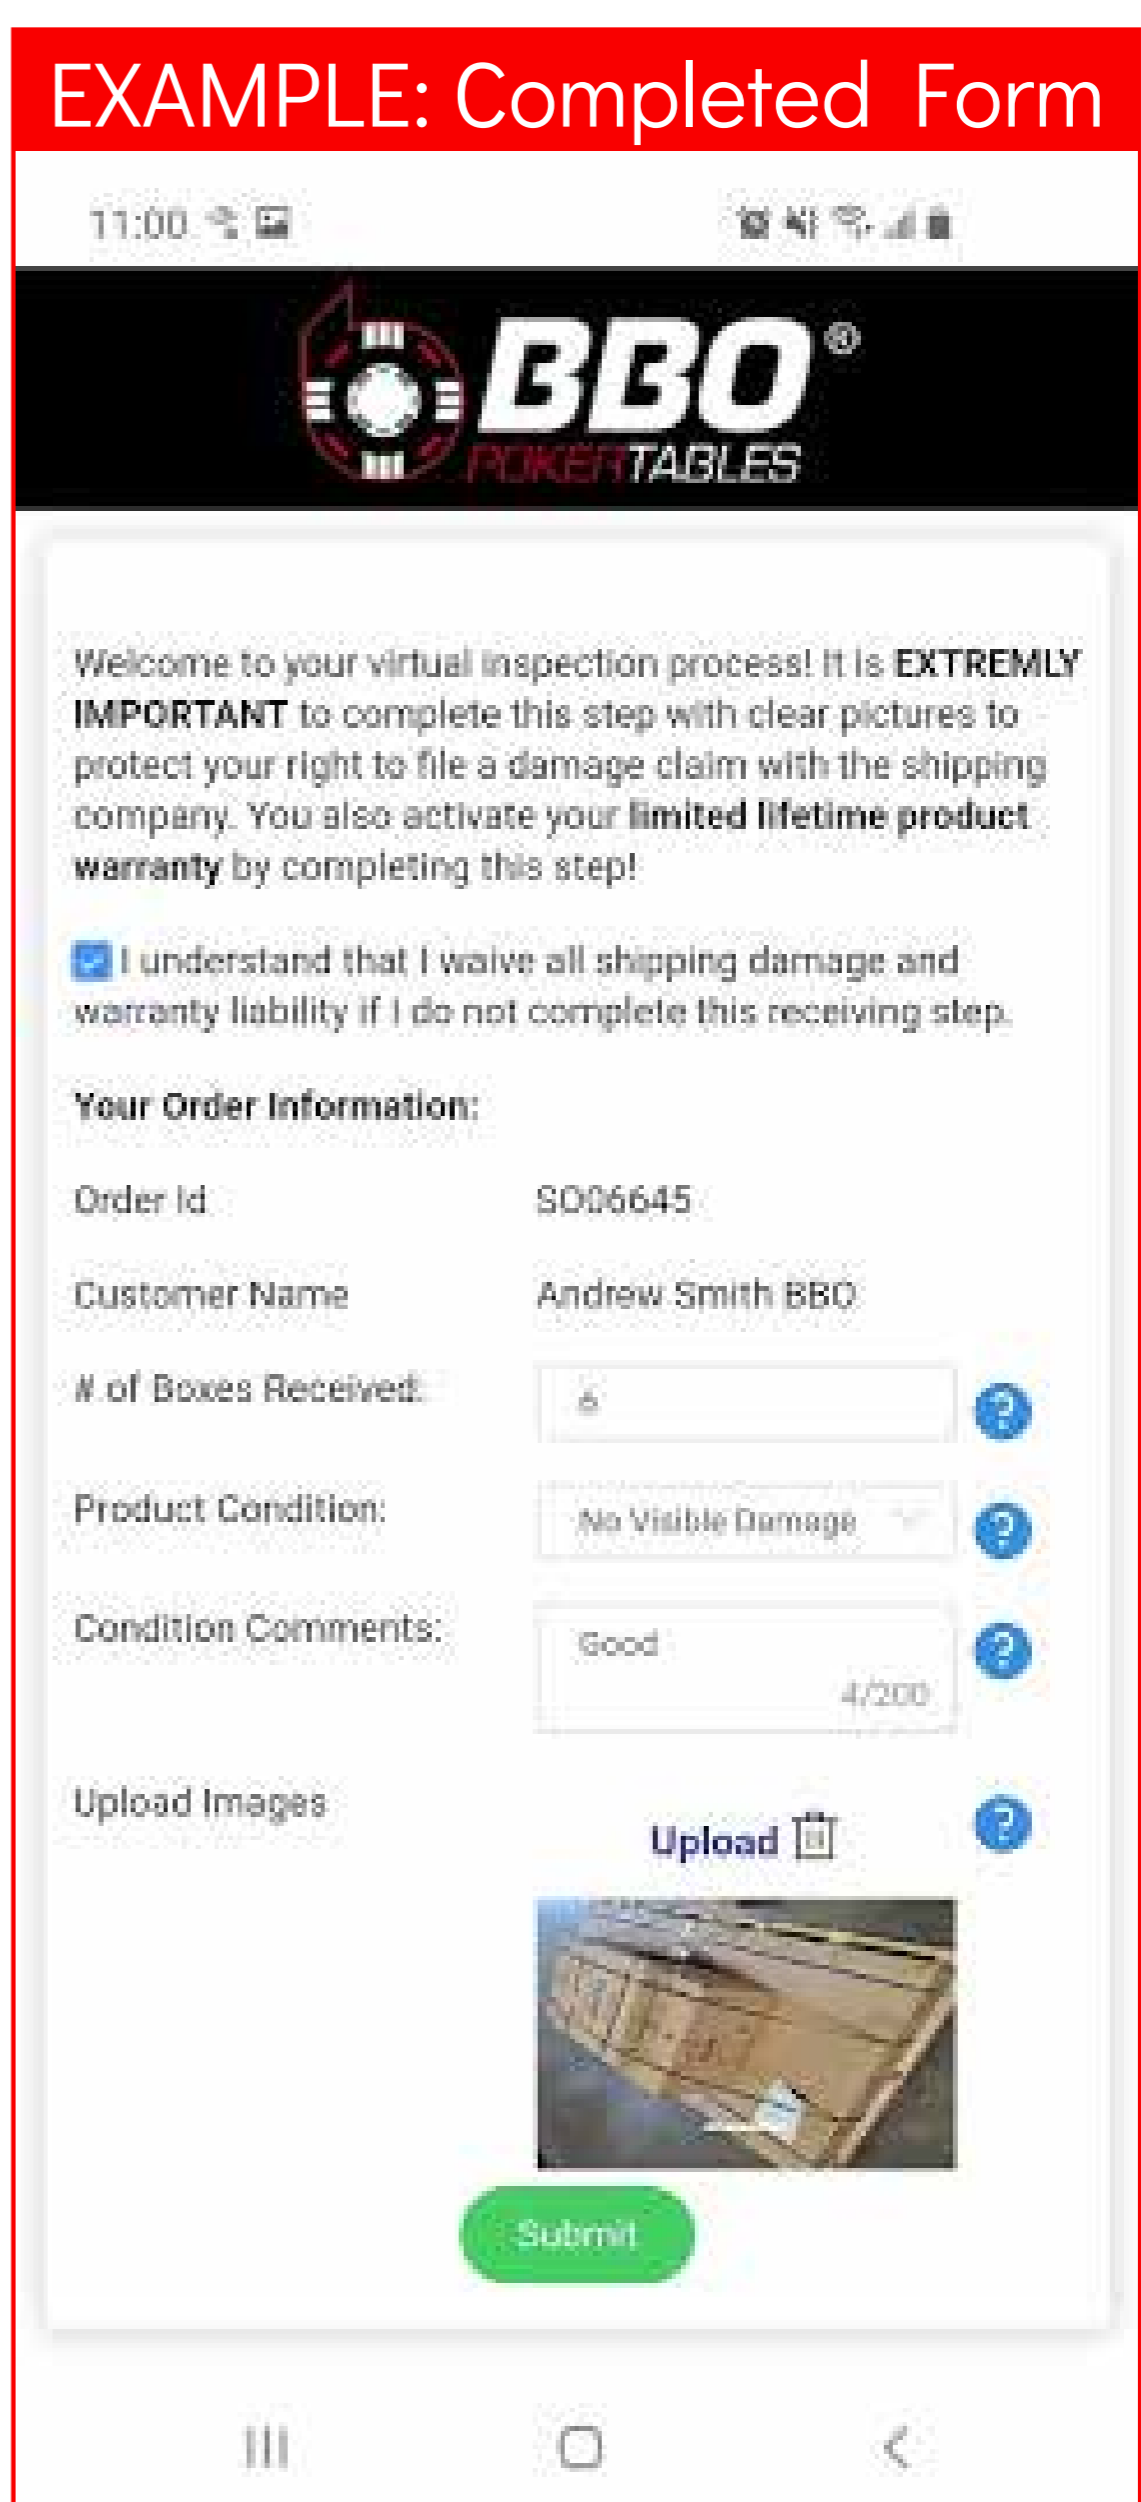 EXAMPLE: Completed Form
11:00
BBO®
POKERTABLES
Welcome to your virtual inspection process! It is EXTREMLY
IMPORTANT to complete this step with clear pictures to
protect your right to file a damage claim with the shipping
company. You also activate your limited lifetime product
warranty by completing this step!
I understand that I waive all shipping damage and
warranty liability if I do not complete this receiving step.
Your Order Information:
Order Id SO06645
Customer Name Andrew Smith BBO
# of Boxes Received: 6 ?
Product Condition: No Visible Damage ?
Condition Comments: Good ?
4/200
Upload Images ?
Upload
Submit